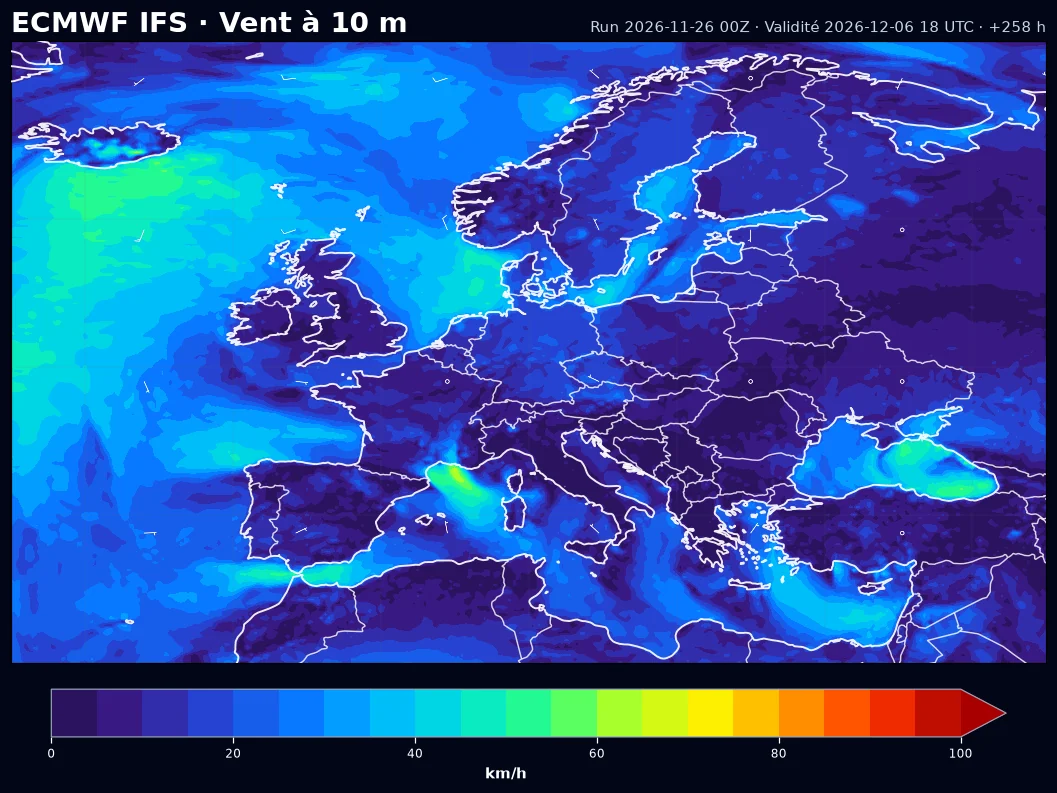 ECMWF IFS · Vent à 10 m
Run 2026-11-26 00Z · Validité 2026-12-06 18 UTC · +258 h
0 20 40 60 80 100
km/h